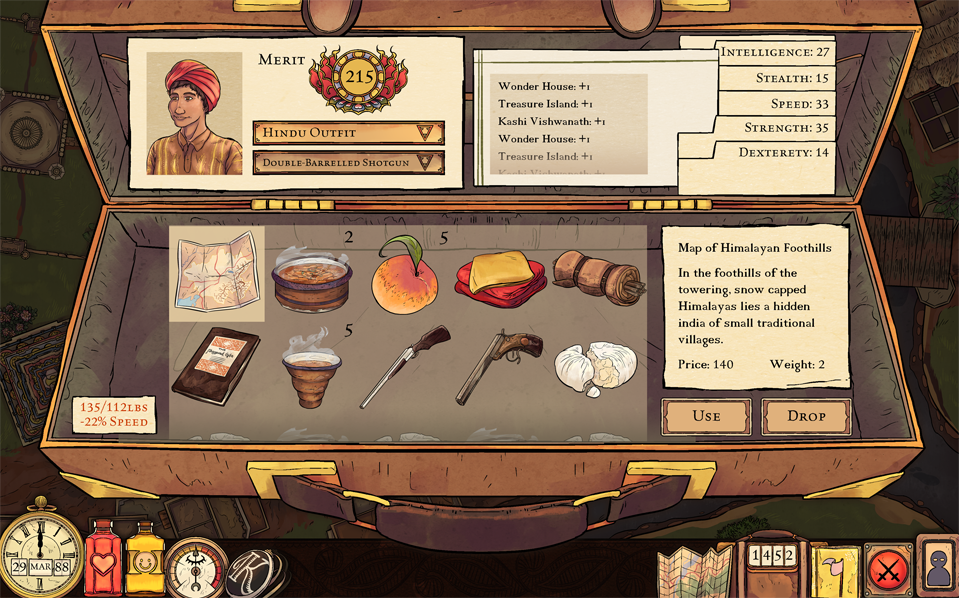 Merit
215
Hindu Outfit
Double-Barrelled Shotgun
Wonder House: +1
Treasure Island: +1
Kashi Vishwanath: +1
Wonder House: +1
Treasure Island: +1
Intelligence: 27
Stealth: 15
Speed: 33
Strength: 35
Dexterety: 14
2
5
5
Map of Himalayan Foothills
In the foothills of the
towering, snow capped
Himalayas lies a hidden
india of small traditional
villages.
Price: 140 Weight: 2
135/112lbs
-22% Speed
Use
Drop
29 MAR 88
1452